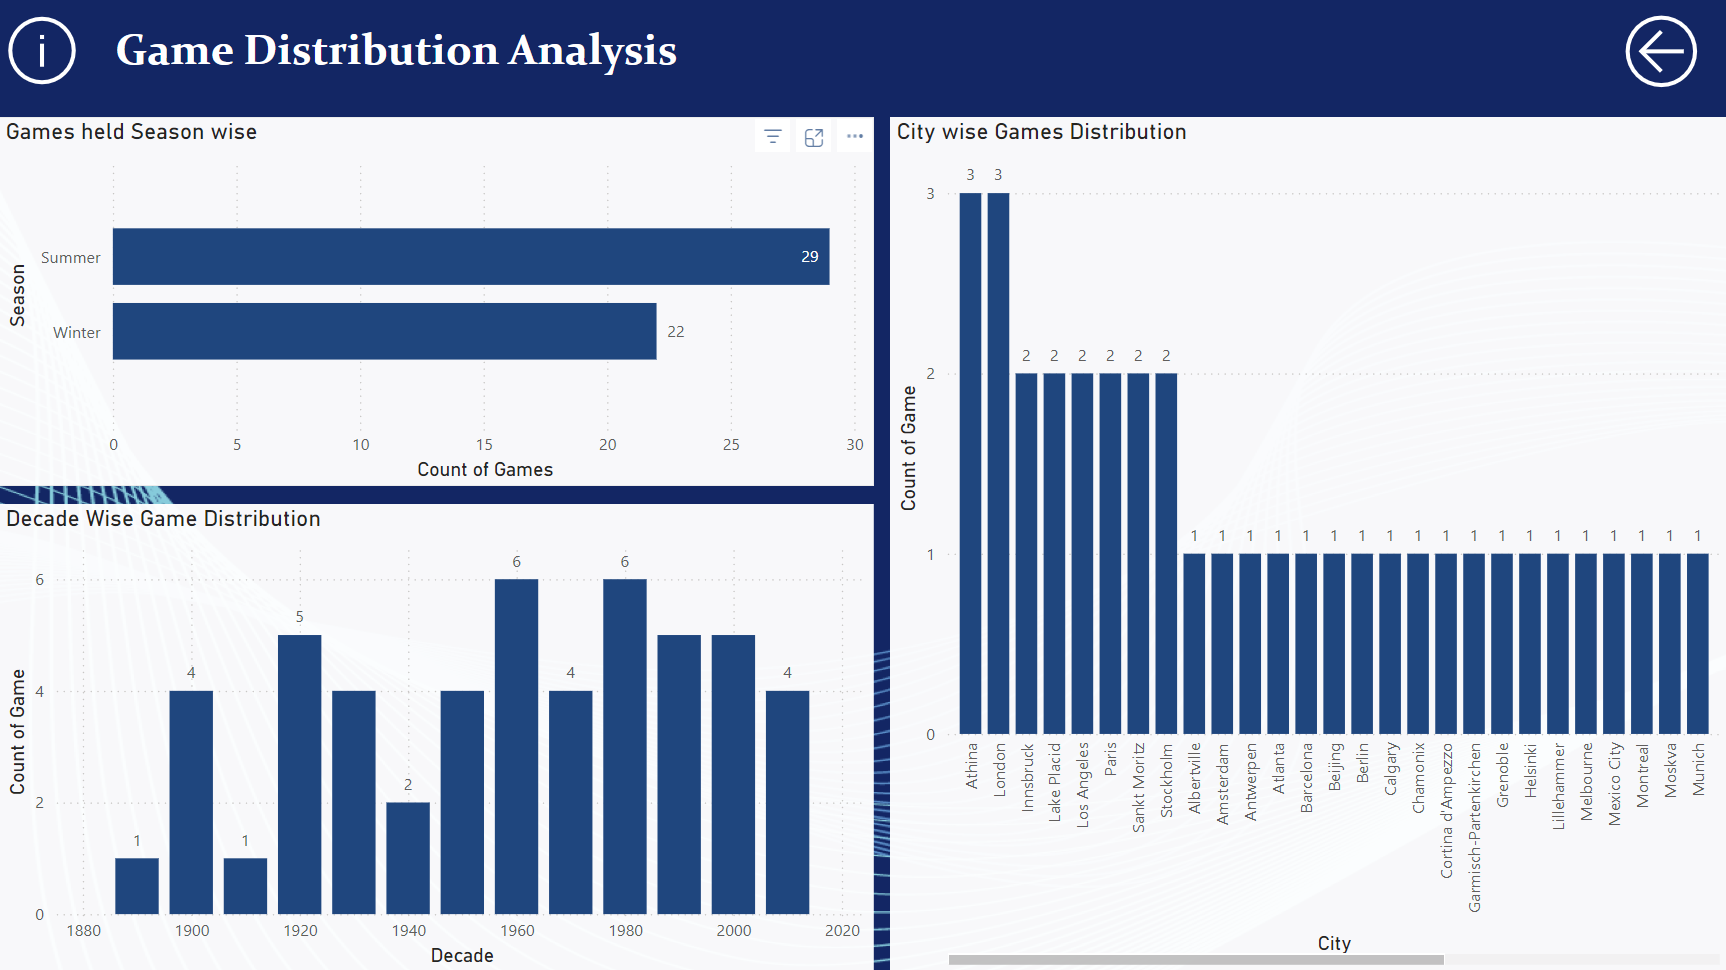 i
Game Distribution Analysis
Games held Season wise
Season
Summer
29
Winter
22
0 5 10 15 20 25 30
Count of Games
Decade Wise Game Distribution
Count of Game
6
4
2
0
1 4 1 5 2 6 4 6 4
1880 1900 1920 1940 1960 1980 2000 2020
Decade
City wise Games Distribution
Count of Game
3
2
1
0
3 3 2 2 2 2 2 2 1 1 1 1 1 1 1 1 1 1 1 1 1 1 1 1 1 1 1
Athina
London
Innsbruck
Lake Placid
Los Angeles
Paris
Sankt Moritz
Stockholm
Albertville
Amsterdam
Antwerpen
Atlanta
Barcelona
Beijing
Berlin
Calgary
Chamonix
Cortina d'Ampezzo
Garmisch-Partenkirchen
Grenoble
Helsinki
Lillehammer
Melbourne
Mexico City
Montreal
Moskva
Munich
City